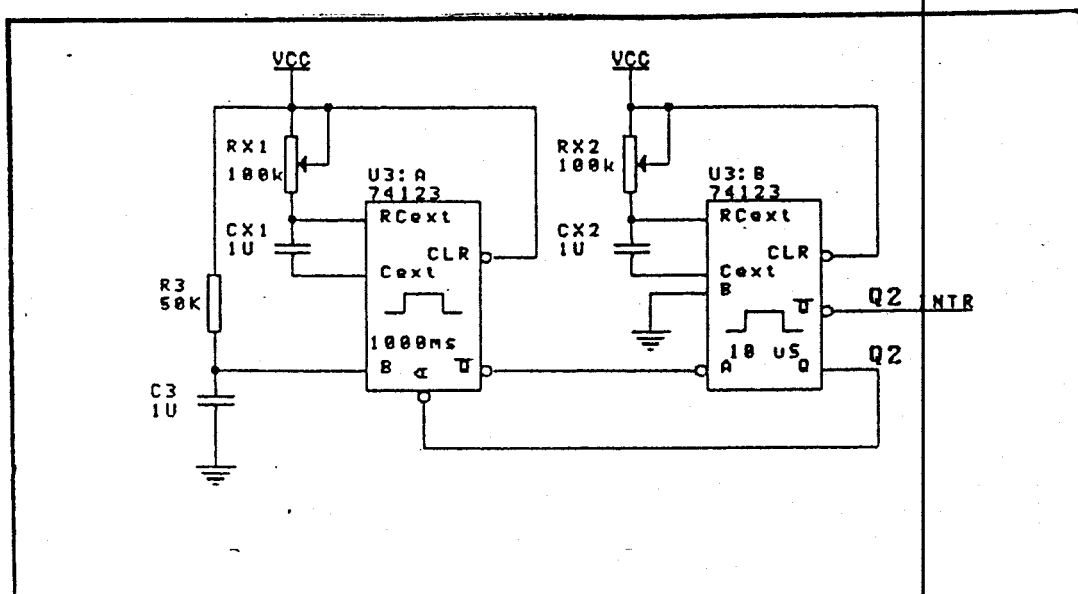 VCC
VCC
RX1
100k
RX2
100k
U3:A
74123
U3:B
74123
RCext
RCext
CX1
1U
CLR
CX2
1U
CLR
Cext
Cext
B
R3
50K
Q
Q2 INTR
1000ms
10 uS
Q2
B
A
Q
A
Q
C3
1U